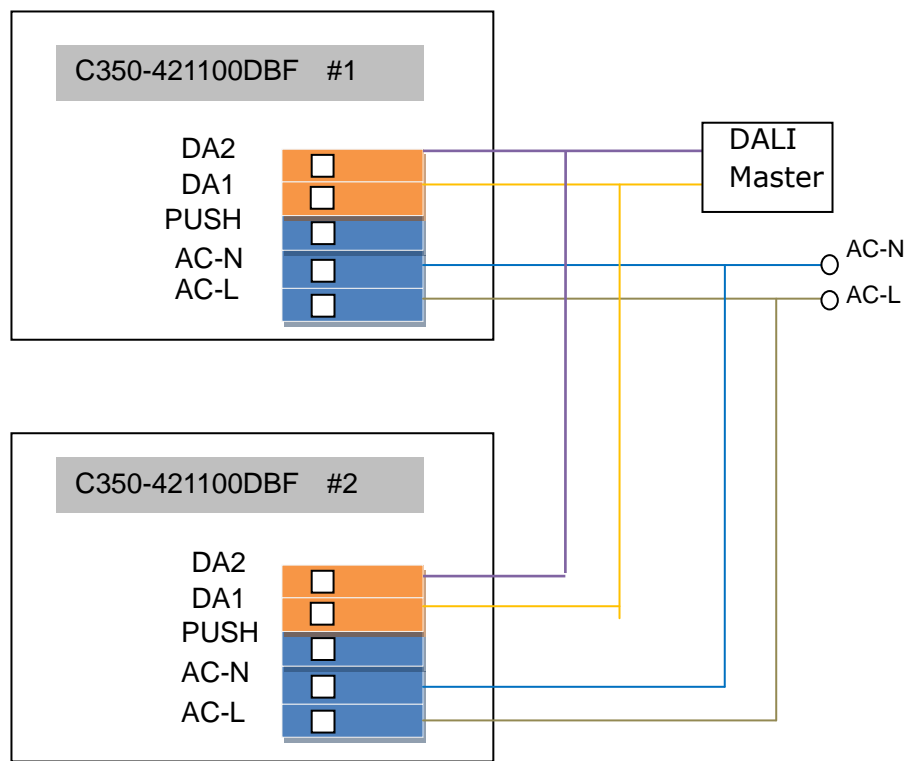 C350-421100DBF #1
DA2
DA1
PUSH
AC-N
AC-L
DALI
Master
AC-N
AC-L
C350-421100DBF #2
DA2
DA1
PUSH
AC-N
AC-L